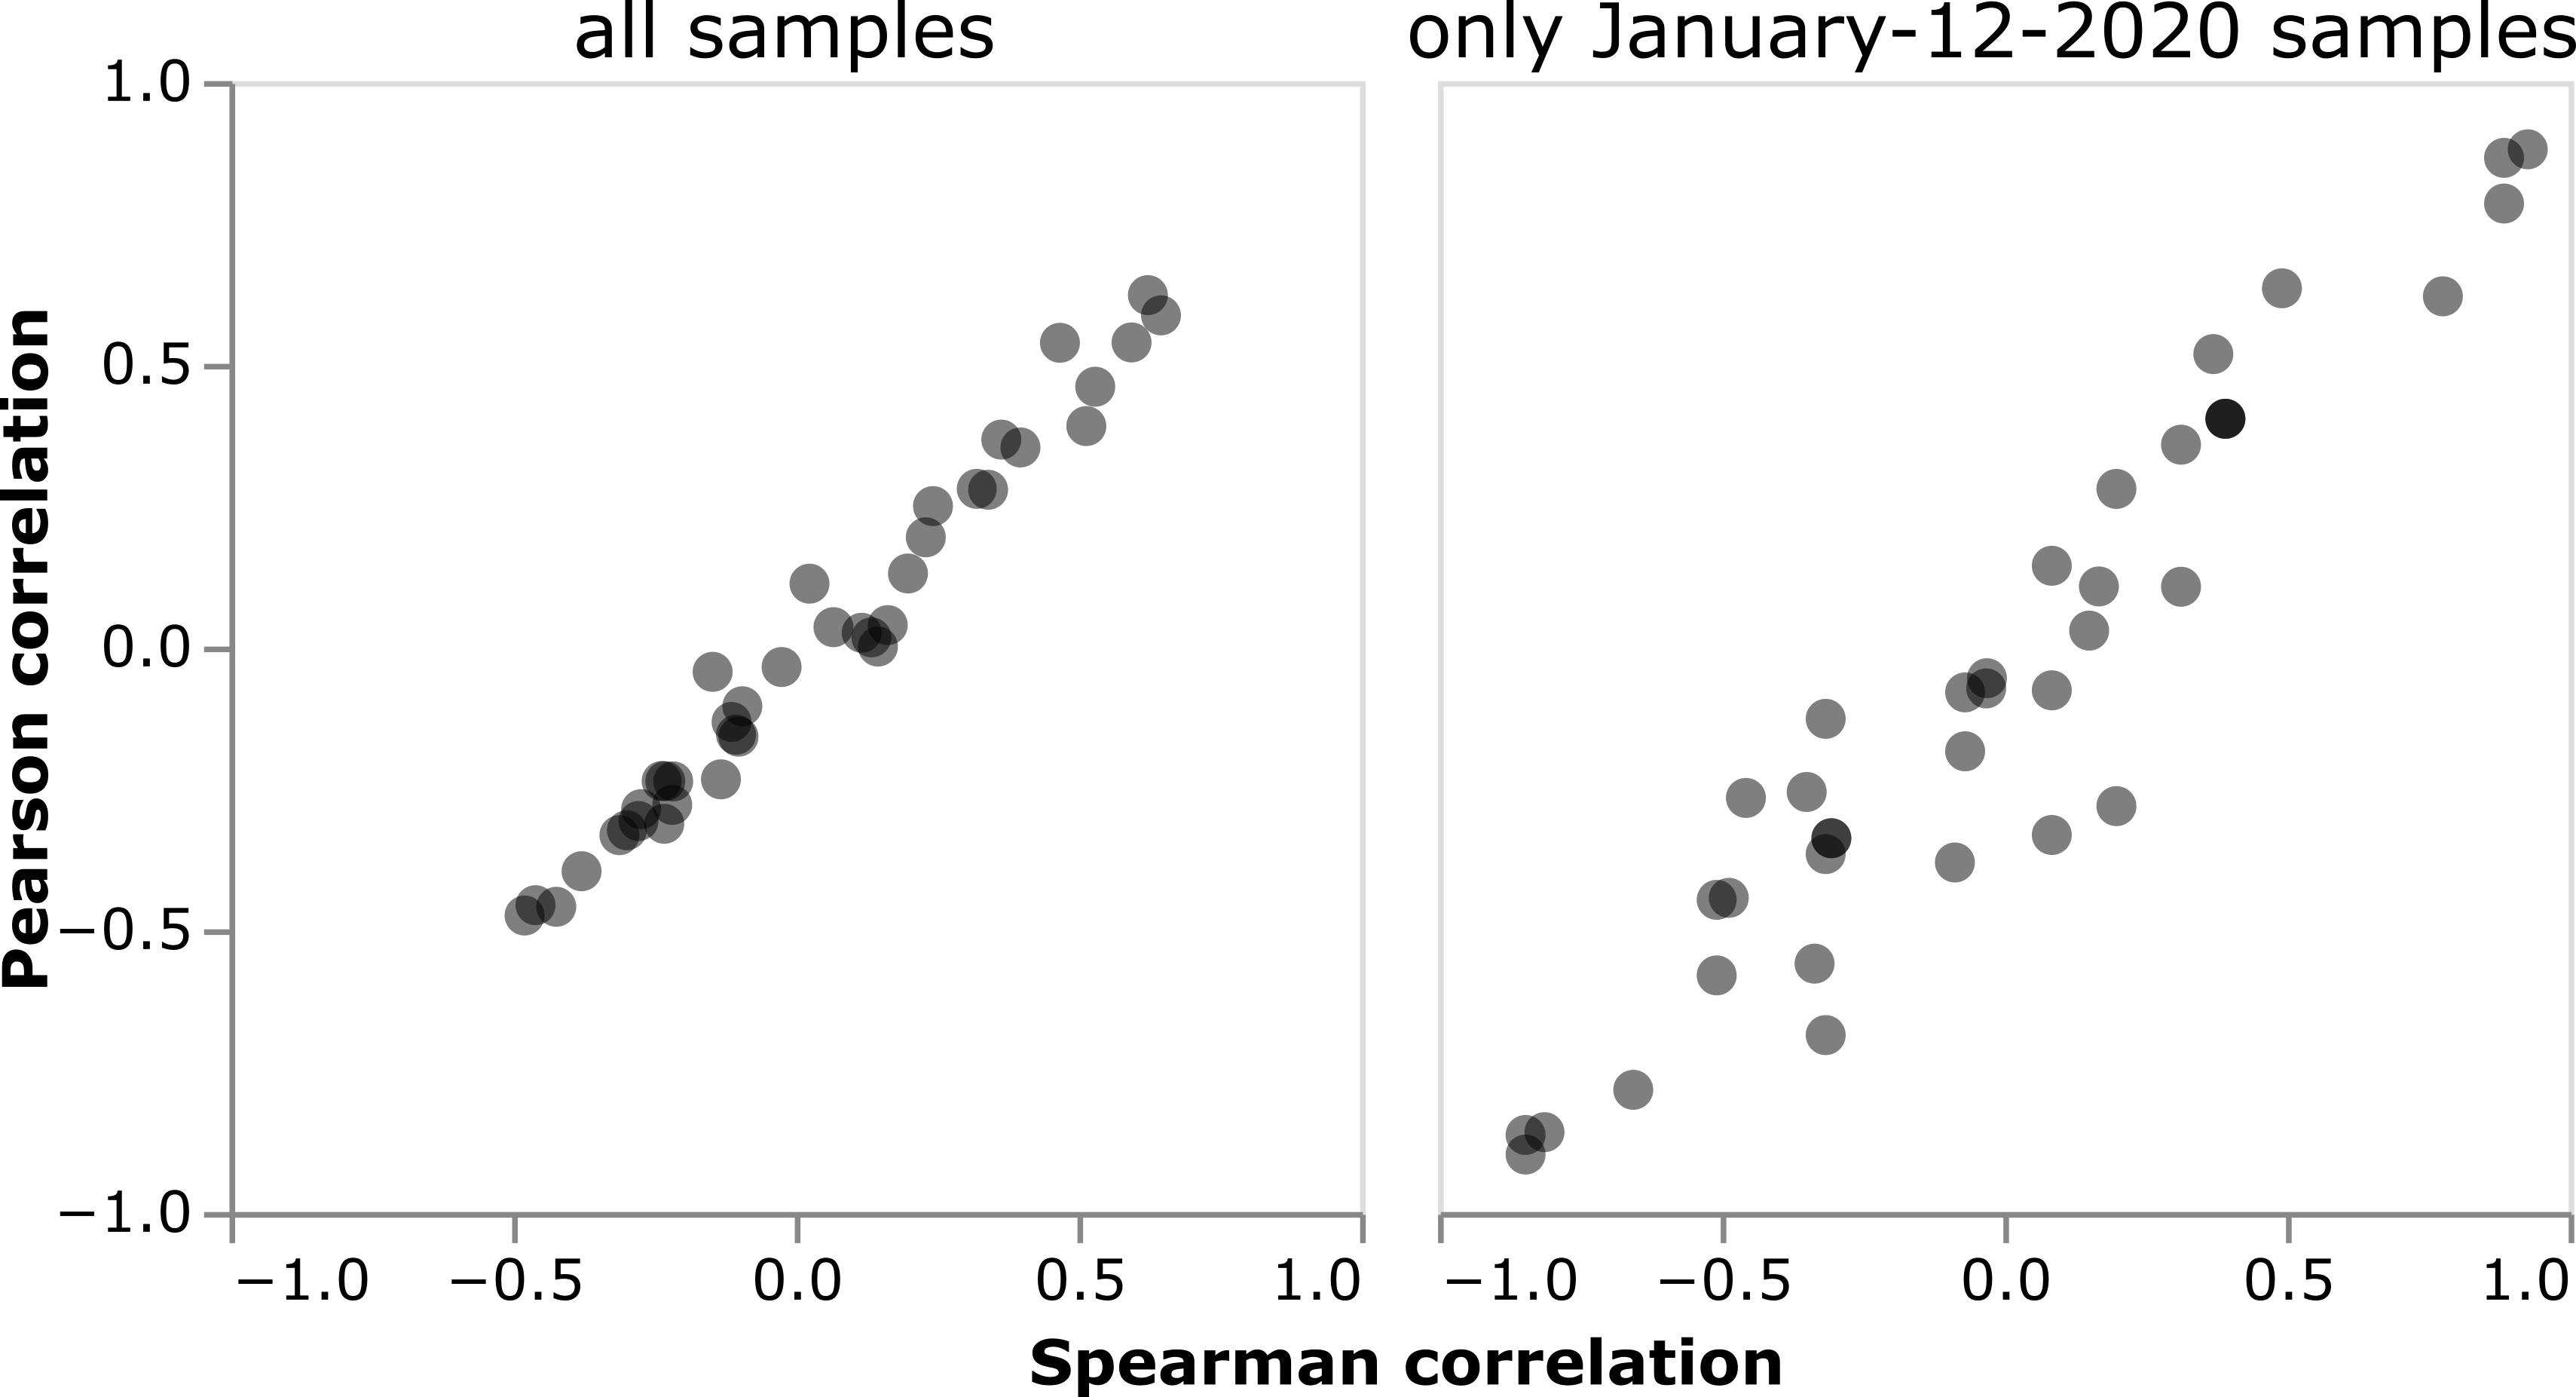 all samples
only January-12-2020 samples
1.0
0.5
0.0
−0.5
−1.0
Pearson correlation
−1.0 −0.5 0.0 0.5 1.0
−1.0 −0.5 0.0 0.5 1.0
Spearman correlation